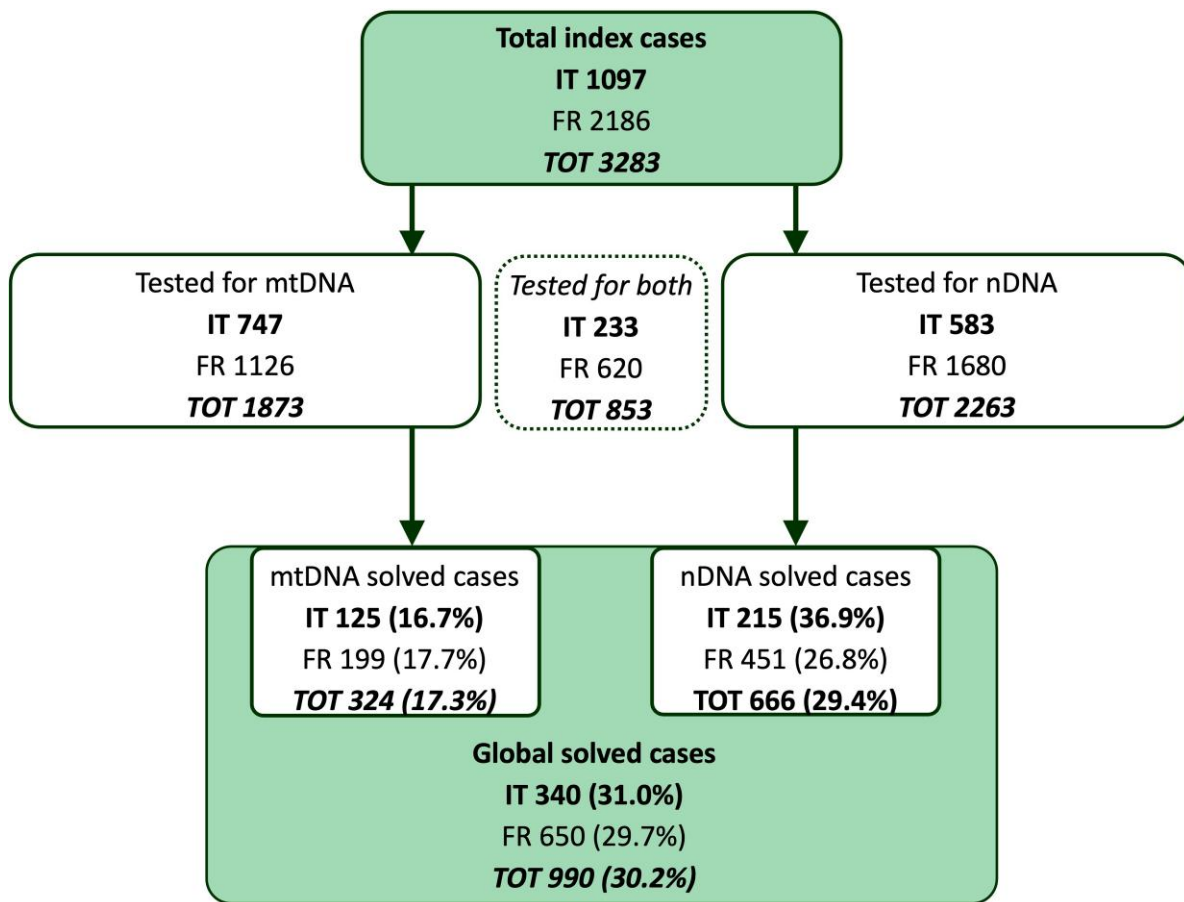 Total index cases
IT 1097
FR 2186
TOT 3283
Tested for mtDNA
IT 747
FR 1126
TOT 1873
Tested for both
IT 233
FR 620
TOT 853
Tested for nDNA
IT 583
FR 1680
TOT 2263
mtDNA solved cases
IT 125 (16.7%)
FR 199 (17.7%)
TOT 324 (17.3%)
nDNA solved cases
IT 215 (36.9%)
FR 451 (26.8%)
TOT 666 (29.4%)
Global solved cases
IT 340 (31.0%)
FR 650 (29.7%)
TOT 990 (30.2%)